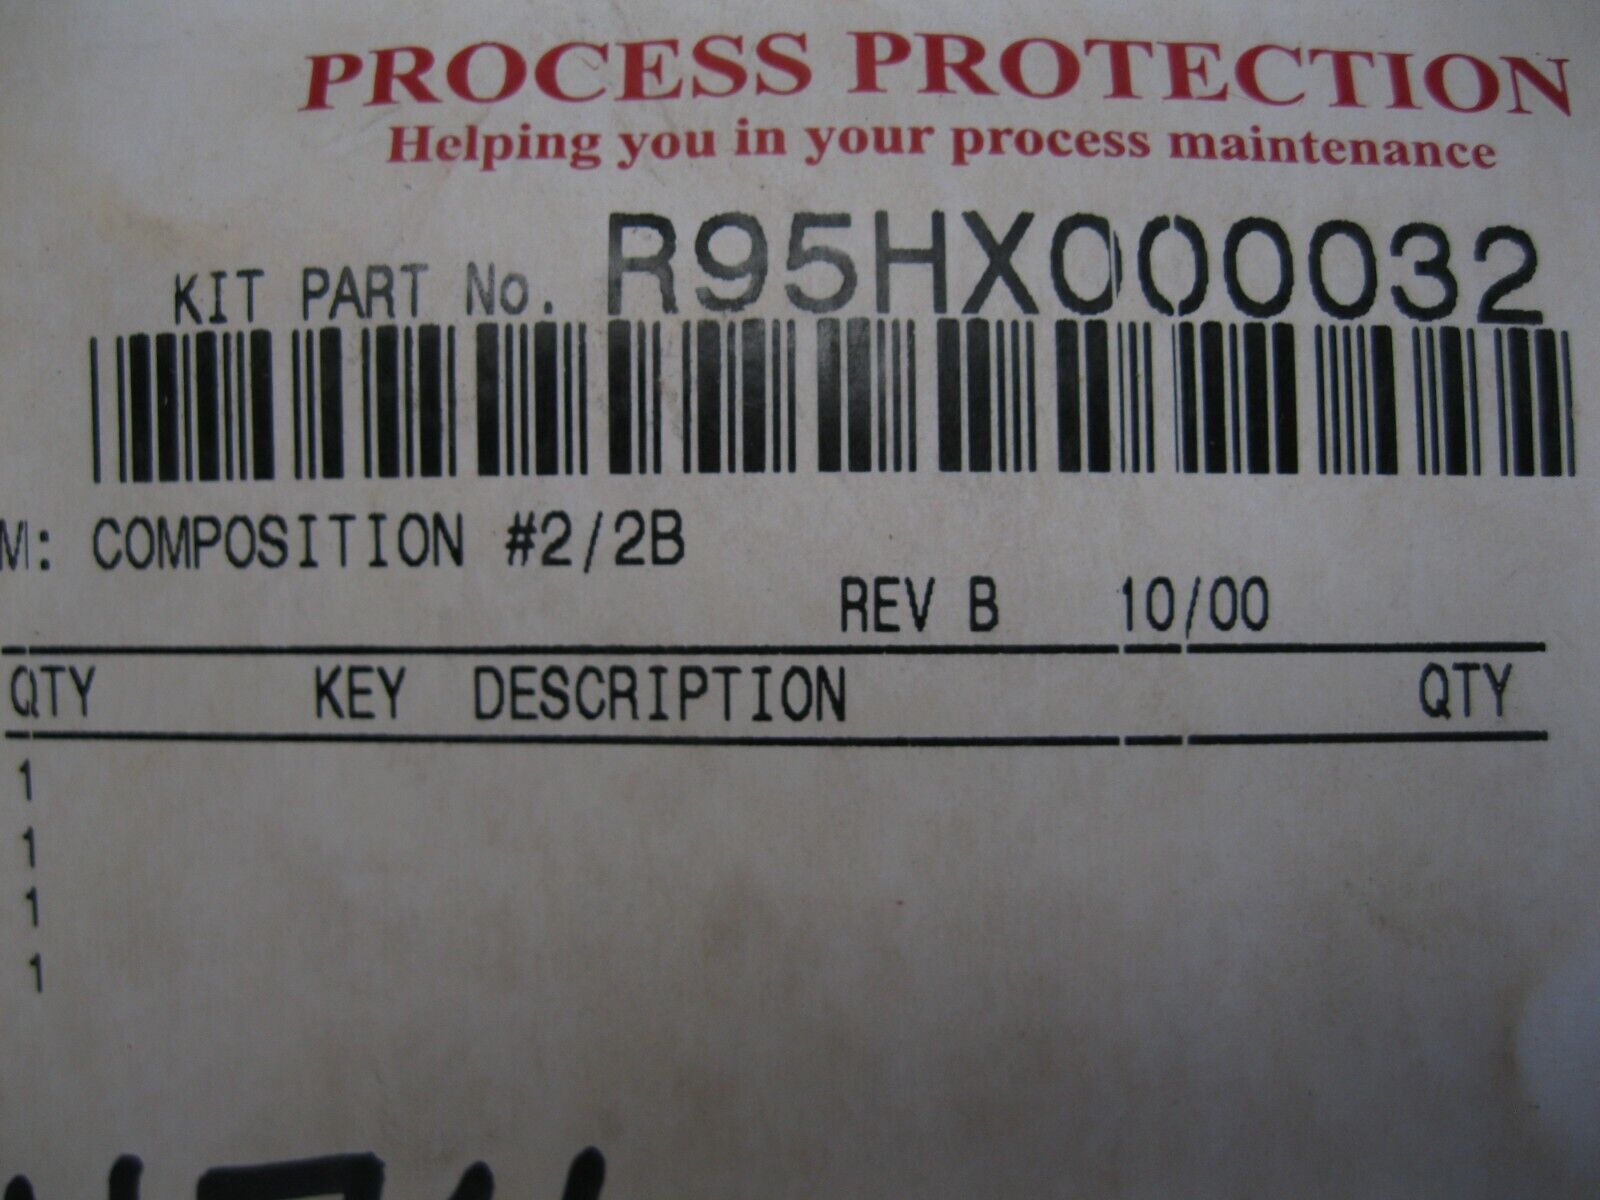 PROCESS PROTECTION
Helping you in your process maintenance
KIT PART No. R95HX000032
M: COMPOSITION #2/2B
REV B 10/00
QTY KEY DESCRIPTION QTY
1
1
1
1